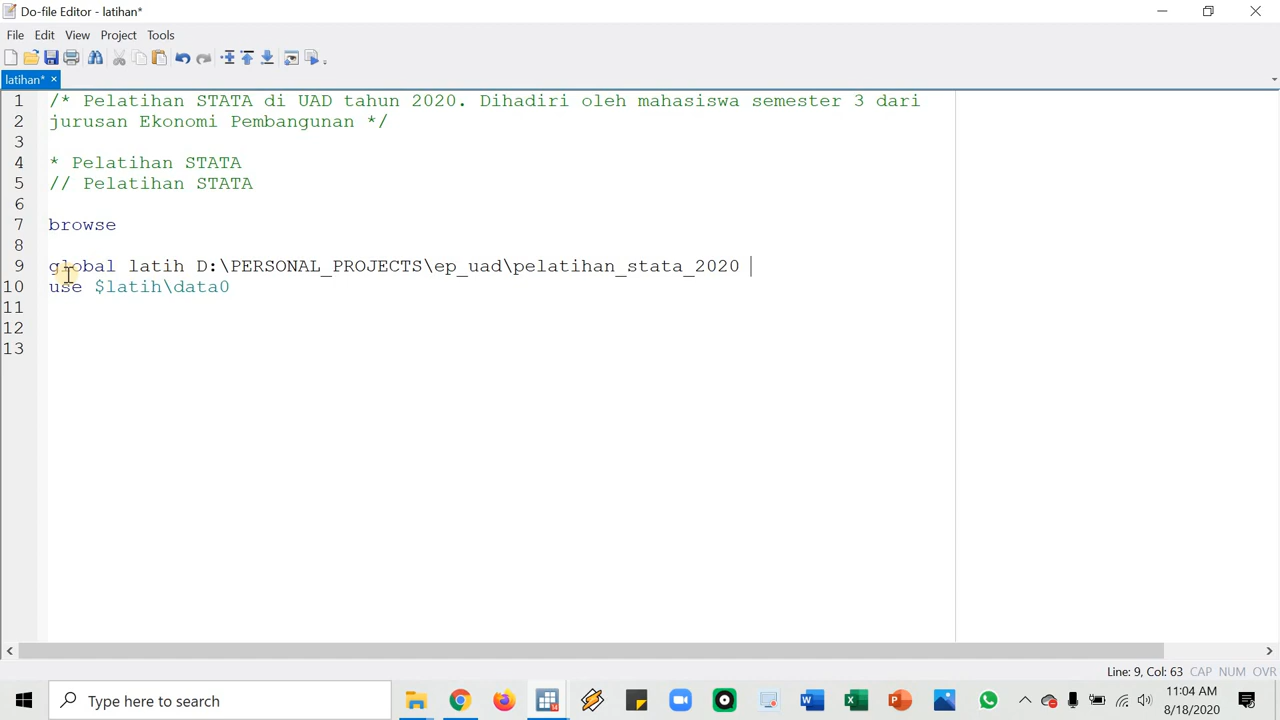 Do-file Editor - latihan*
File Edit View Project Tools
latihan* ×
1 /* Pelatihan STATA di UAD tahun 2020. Dihadiri oleh mahasiswa semester 3 dari
2 jurusan Ekonomi Pembangunan */
3
4 * Pelatihan STATA
5 // Pelatihan STATA
6
7 browse
8
9 global latih D:\PERSONAL_PROJECTS\ep_uad\pelatihan_stata_2020
10 use $latih\data0
11
12
13
Line: 9, Col: 63 CAP NUM OVR
Type here to search
11:04 AM
8/18/2020